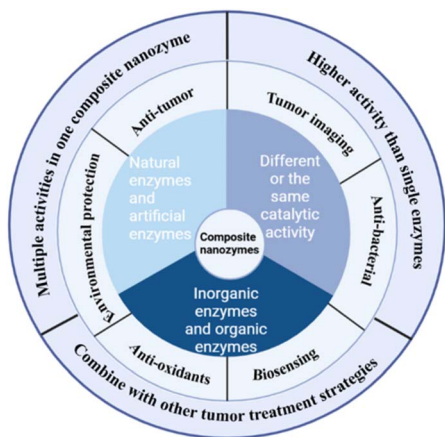 Multiple activities in one composite nanozyme
Higher activity than single enzymes
Combine with other tumor treatment strategies
Anti-tumor
Tumor imaging
Anti-bacterial
Biosensing
Anti-oxidants
Environmental protection
Natural
enzymes
and
artificial
enzymes
Different
or the
same
catalytic
activity
Inorganic
enzymes
and organic
enzymes
Composite
nanozymes